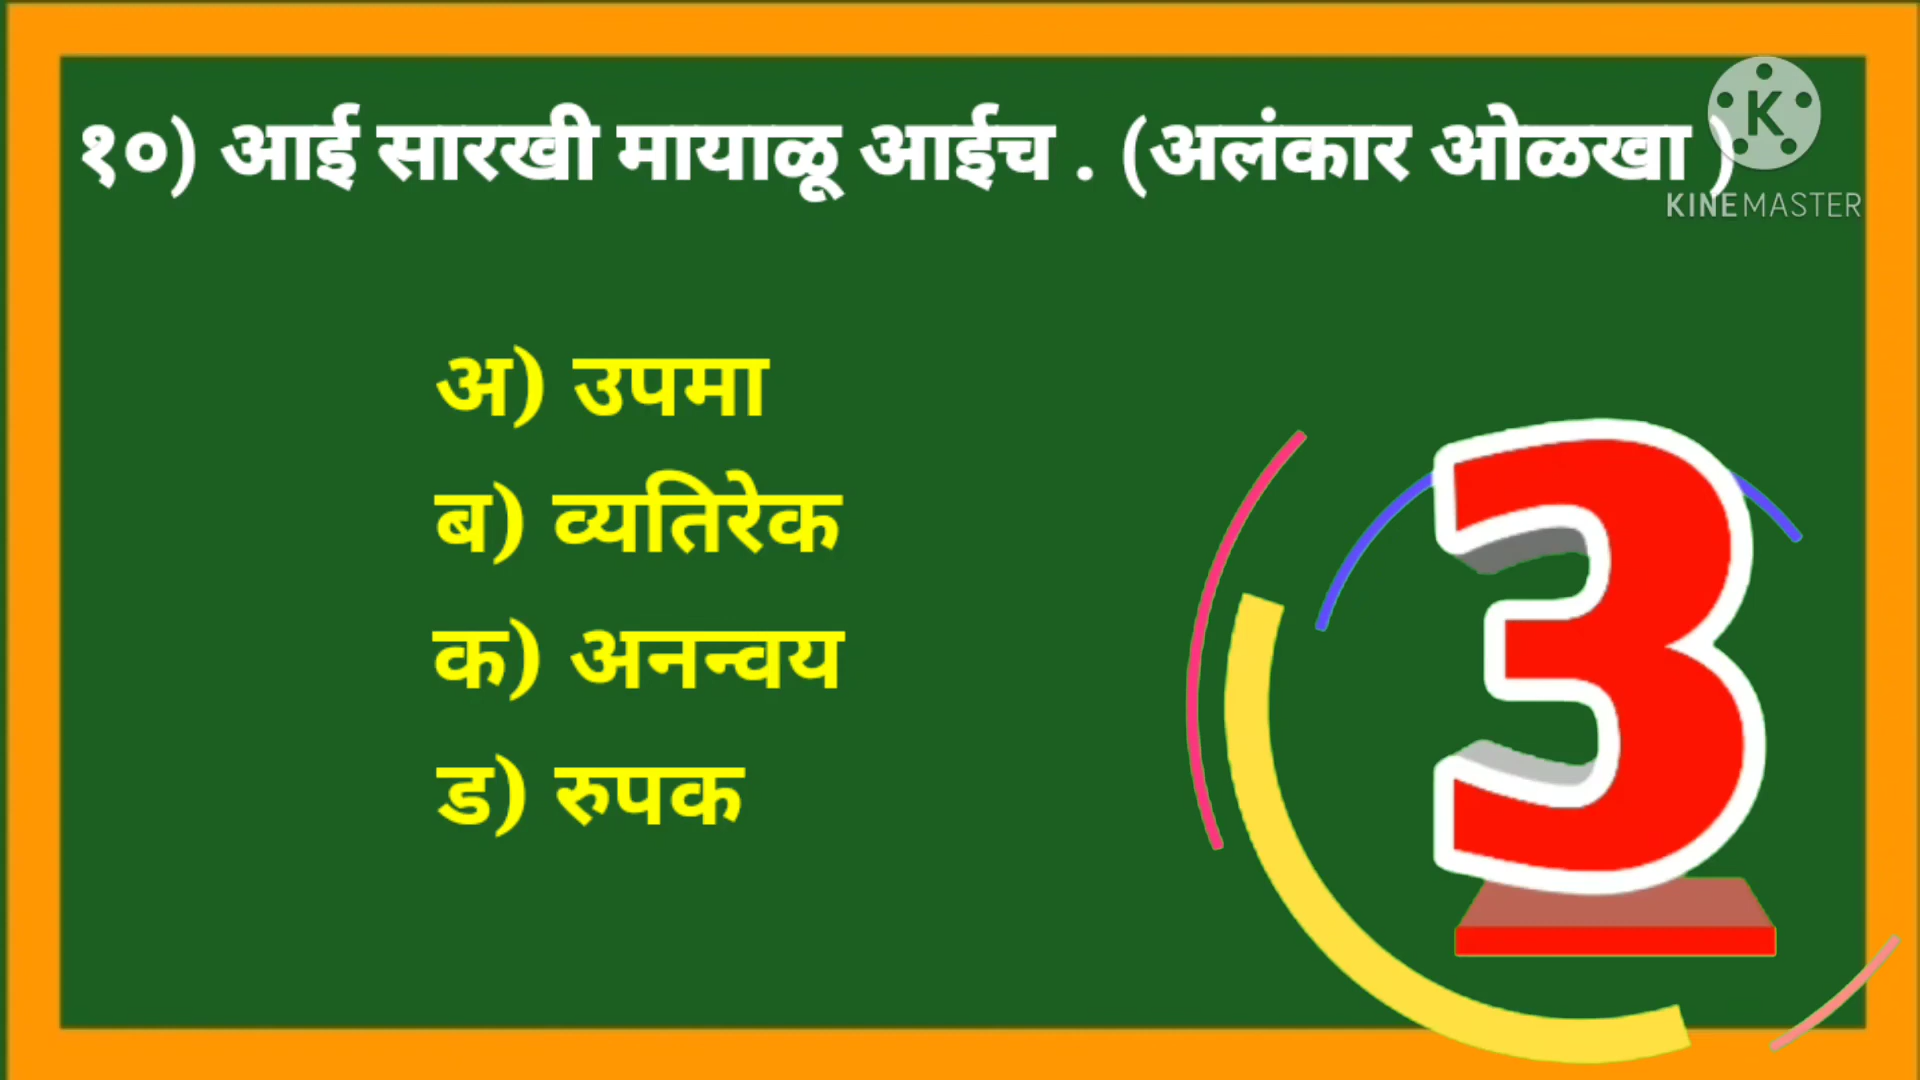 १०) आई सारखी मायाळू आईच . (अलंकार ओळखा )
K
KINEMASTER
अ) उपमा
ब) व्यतिरेक
क) अनन्वय
ड) रुपक
3